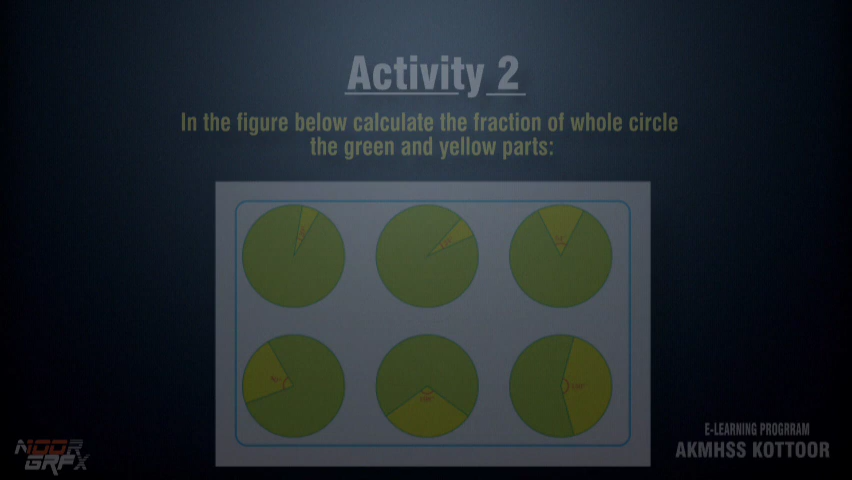 Activity 2
In the figure below calculate the fraction of whole circle
the green and yellow parts:
E-LEARNING PROGRRAM
AKMHSS KOTTOOR
NOOR
GRFX